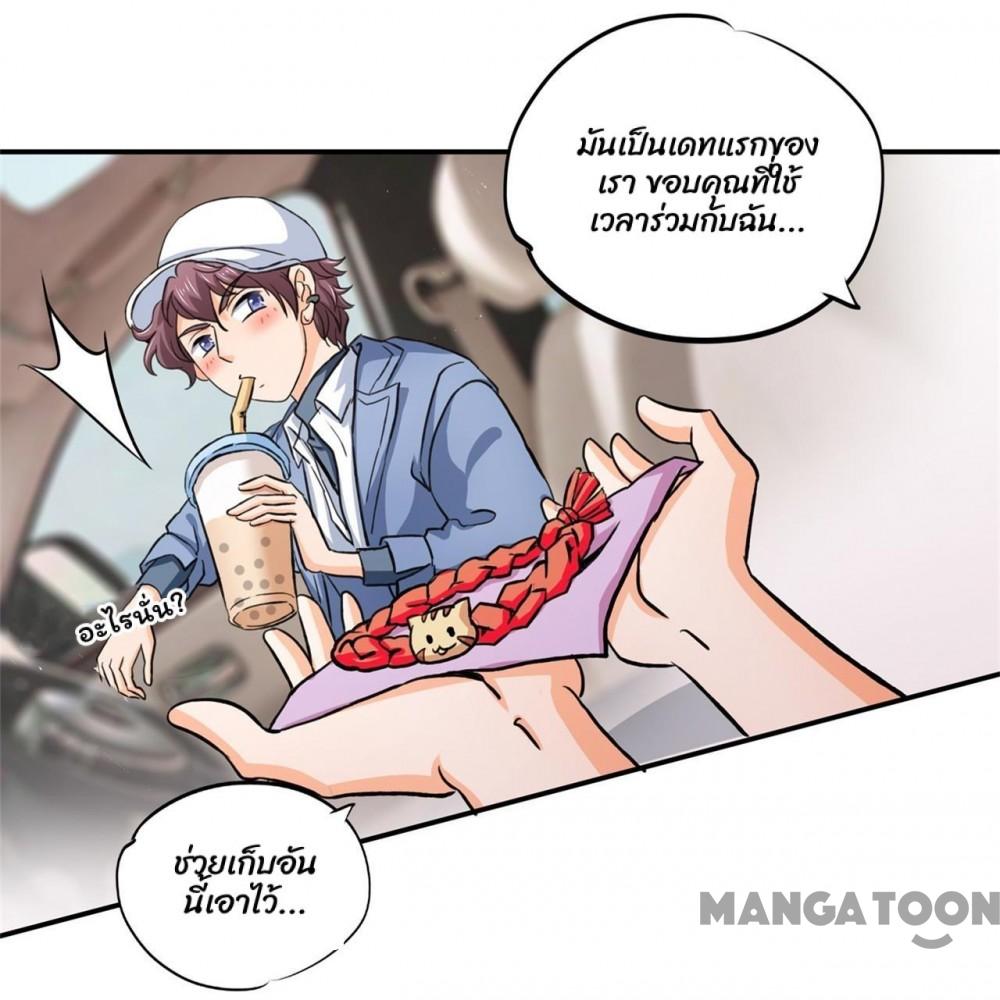 มันเป็นเดทแรกของ
เรา ขอบคุณที่ใช้
เวลาร่วมกับฉัน...
อะไรนั่น?
ช่วยเก็บอัน
นี้เอาไว้...
MANGATOON